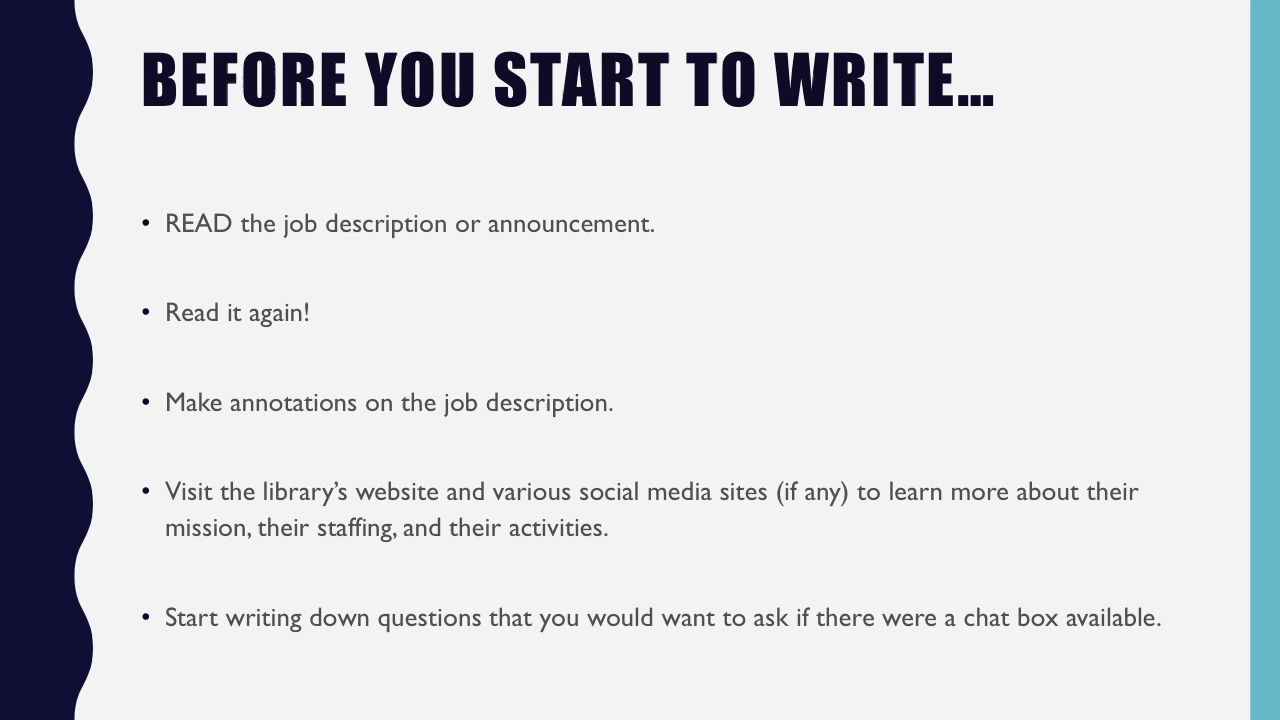 BEFORE YOU START TO WRITE…
• READ the job description or announcement.
• Read it again!
• Make annotations on the job description.
• Visit the library’s website and various social media sites (if any) to learn more about their
mission, their staffing, and their activities.
• Start writing down questions that you would want to ask if there were a chat box available.